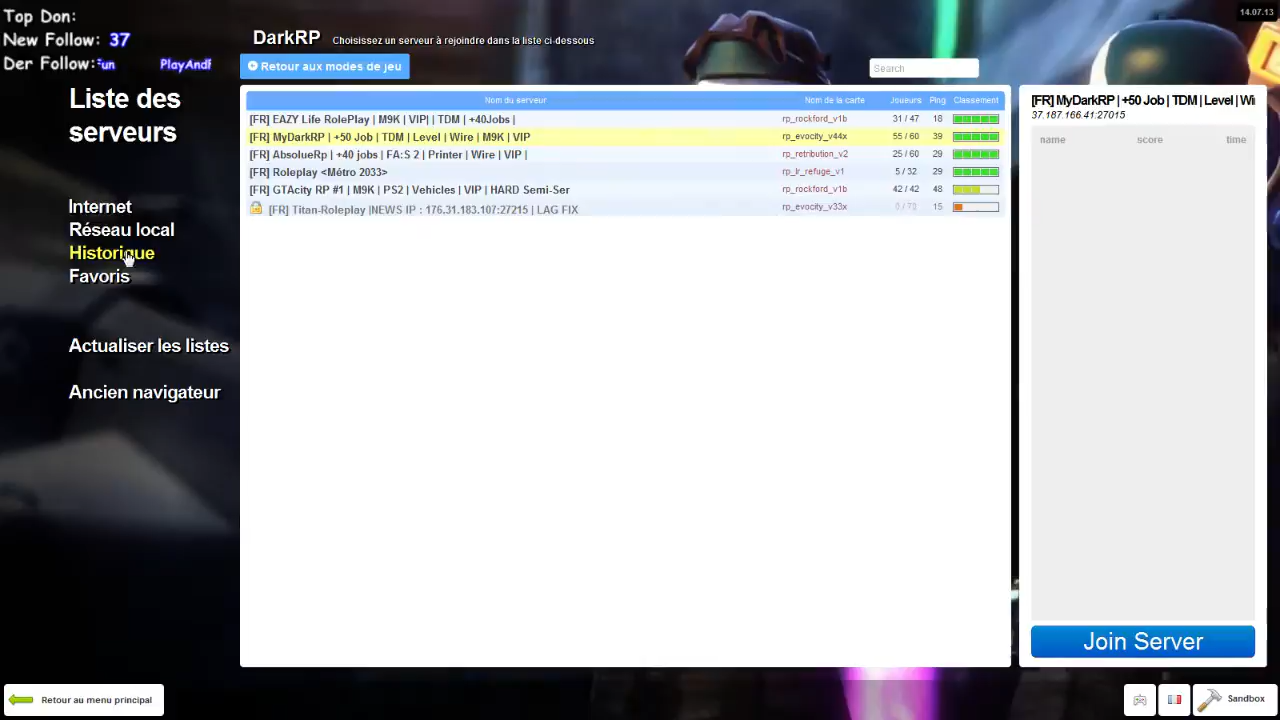 Top Don:
New Follow: 37
Der Follow: Fun PlayAndF
14.07.13
DarkRP Choisissez un serveur à rejoindre dans la liste ci-dessous
Retour aux modes de jeu
Search
Liste des
serveurs
Internet
Réseau local
Historique
Favoris
Actualiser les listes
Ancien navigateur
Nom du serveur Nom de la carte Joueurs Ping Classement
[FR] EAZY Life RolePlay | M9K | VIP| | TDM | +40Jobs | rp_rockford_v1b 31 / 47 18
[FR] MyDarkRP | +50 Job | TDM | Level | Wire | M9K | VIP rp_evocity_v44x 55 / 60 39
[FR] AbsolueRp | +40 jobs | FA:S 2 | Printer | Wire | VIP | rp_retribution_v2 25 / 60 29
[FR] Roleplay <Métro 2033> rp_lr_refuge_v1 5 / 32 29
[FR] GTAcity RP #1 | M9K | PS2 | Vehicles | VIP | HARD Semi-Ser rp_rockford_v1b 42 / 42 48
[FR] Titan-Roleplay |NEWS IP : 176.31.183.107:27215 | LAG FIX rp_evocity_v33x 0 / 70 15
[FR] MyDarkRP | +50 Job | TDM | Level | Wi
37.187.166.41:27015
name score time
Join Server
Retour au menu principal
Sandbox